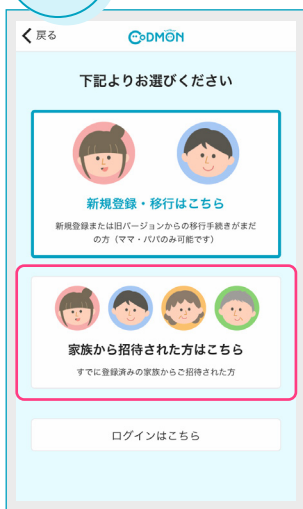 戻る
CoDMON
下記よりお選びください
新規登録・移行はこちら
新規登録または旧バージョンからの移行手続きがまだ
の方（ママ・パパのみ可能です）
家族から招待された方はこちら
すでに登録済みの家族からご招待された方
ログインはこちら